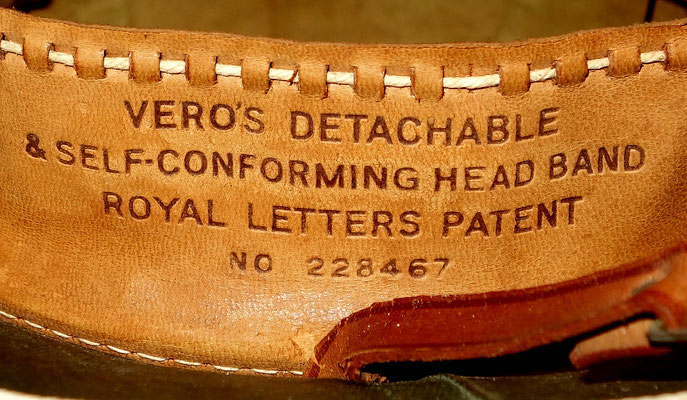 VERO'S DETACHABLE
& SELF-CONFORMING HEAD BAND
ROYAL LETTERS PATENT
NO 228467